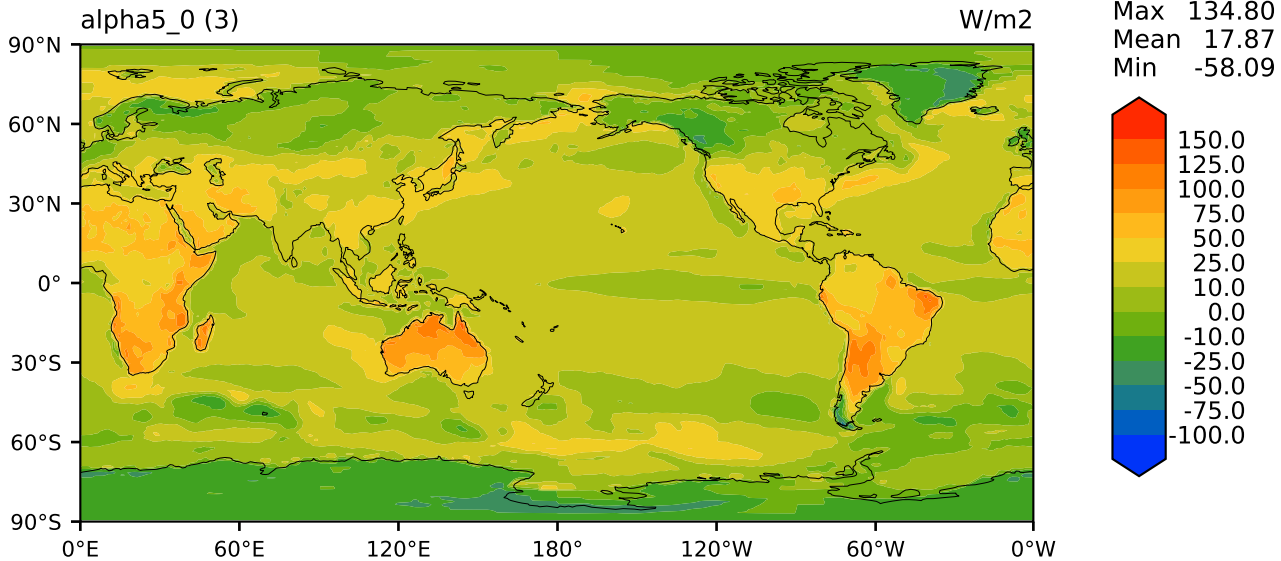 alpha5_0 (3)
W/m2
Max 134.80
Mean 17.87
Min -58.09
90°N
60°N
30°N
0°
30°S
60°S
90°S
0°E
60°E
120°E
180°
120°W
60°W
0°W
150.0
125.0
100.0
75.0
50.0
25.0
10.0
0.0
-10.0
-25.0
-50.0
-75.0
-100.0